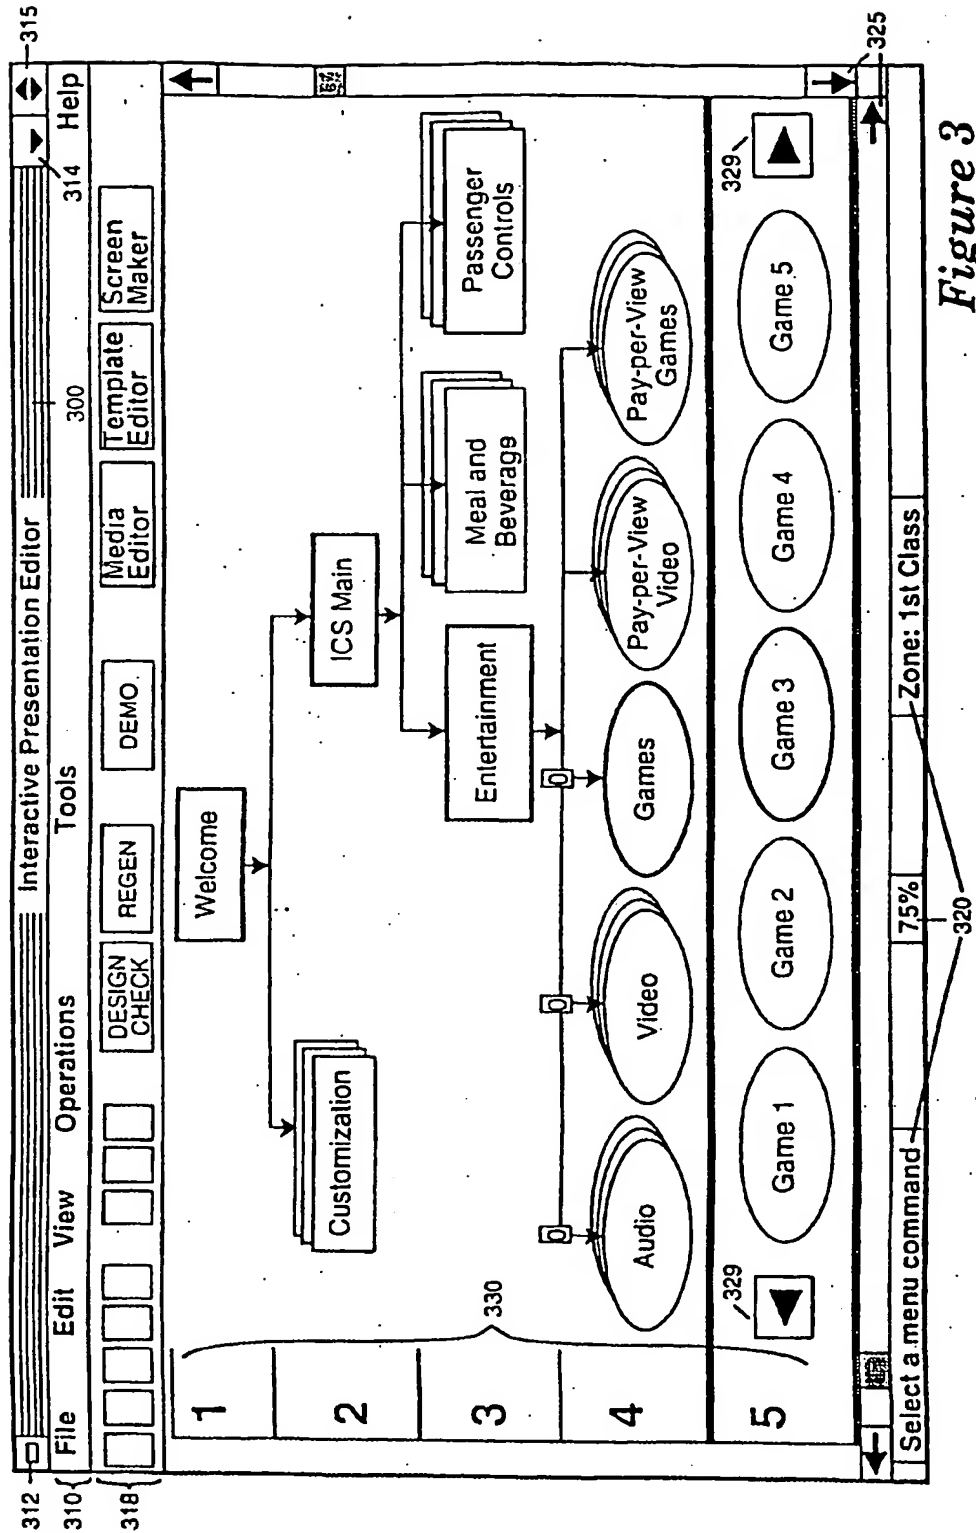 312
Interactive Presentation Editor
300
314
315
310
File Edit View Operations Tools Help
318
DESIGN
CHECK
REGEN
DEMO
Media
Editor
Template
Editor
Screen
Maker
1
Welcome
2
Customization
ICS Main
3
Entertainment
Meal and
Beverage
Passenger
Controls
330
0
0
0
4
Audio
Video
Games
Pay-per-View
Video
Pay-per-View
Games
5
329
Game 1
Game 2
Game 3
Game 4
Game 5
329
325
Select a menu command
75%
Zone: 1st Class
320
Figure 3